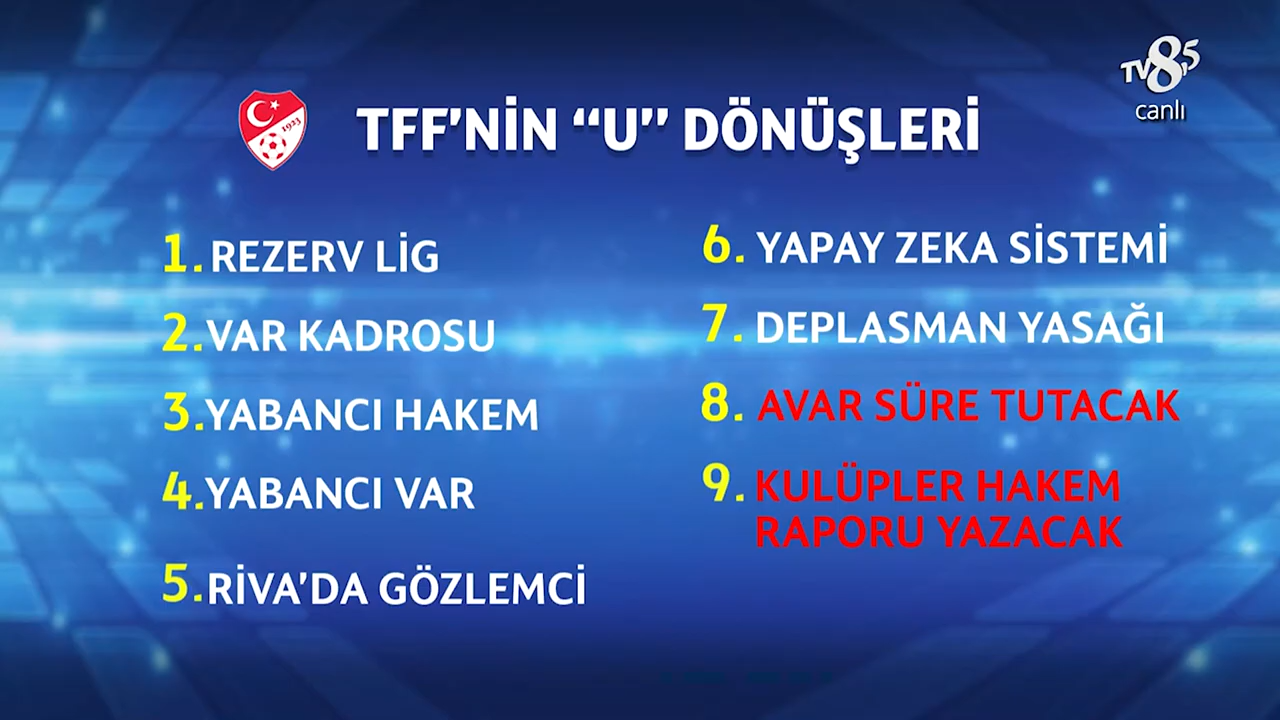 TV8,5
canlı
1923
TFF'NİN “U” DÖNÜŞLERİ
1. REZERV LİG
2. VAR KADROSU
3. YABANCI HAKEM
4. YABANCI VAR
5. RİVA'DA GÖZLEMCİ
6. YAPAY ZEKA SİSTEMİ
7. DEPLASMAN YASAĞI
8. AVAR SÜRE TUTACAK
9. KULÜPLER HAKEM
RAPORU YAZACAK